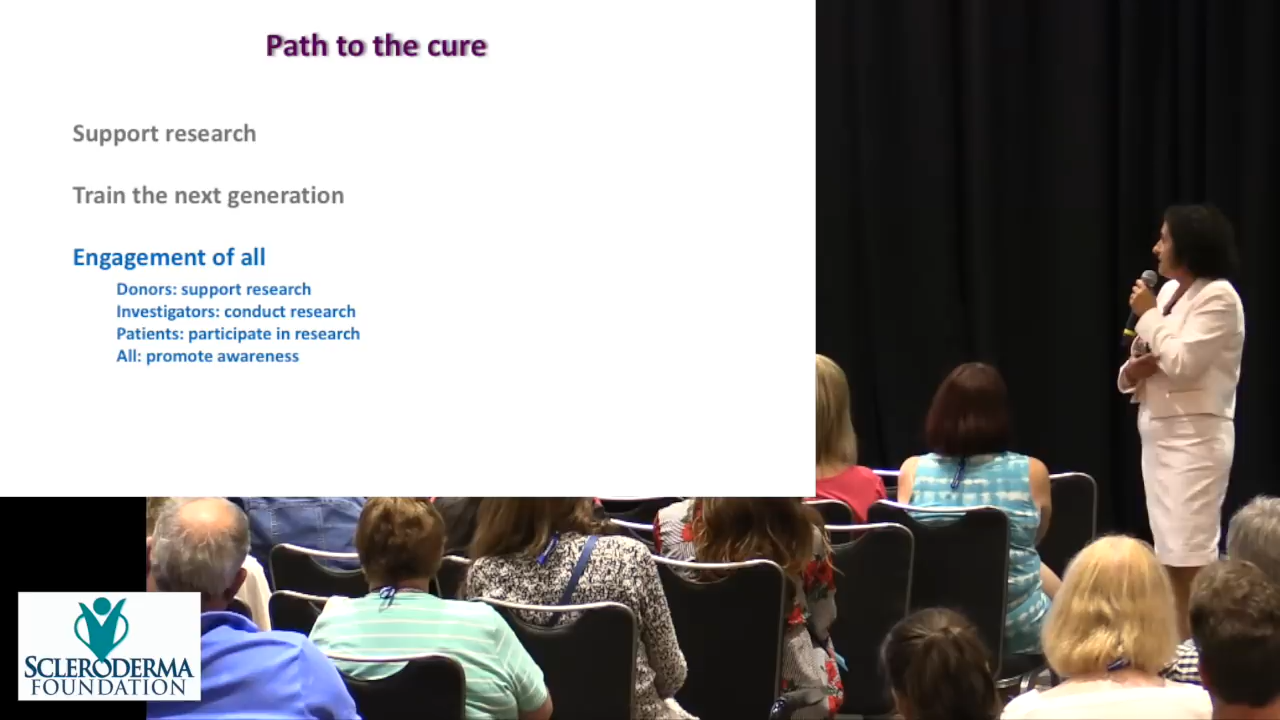 Path to the cure
Support research
Train the next generation
Engagement of all
Donors: support research
Investigators: conduct research
Patients: participate in research
All: promote awareness
SCLERODERMA
FOUNDATION